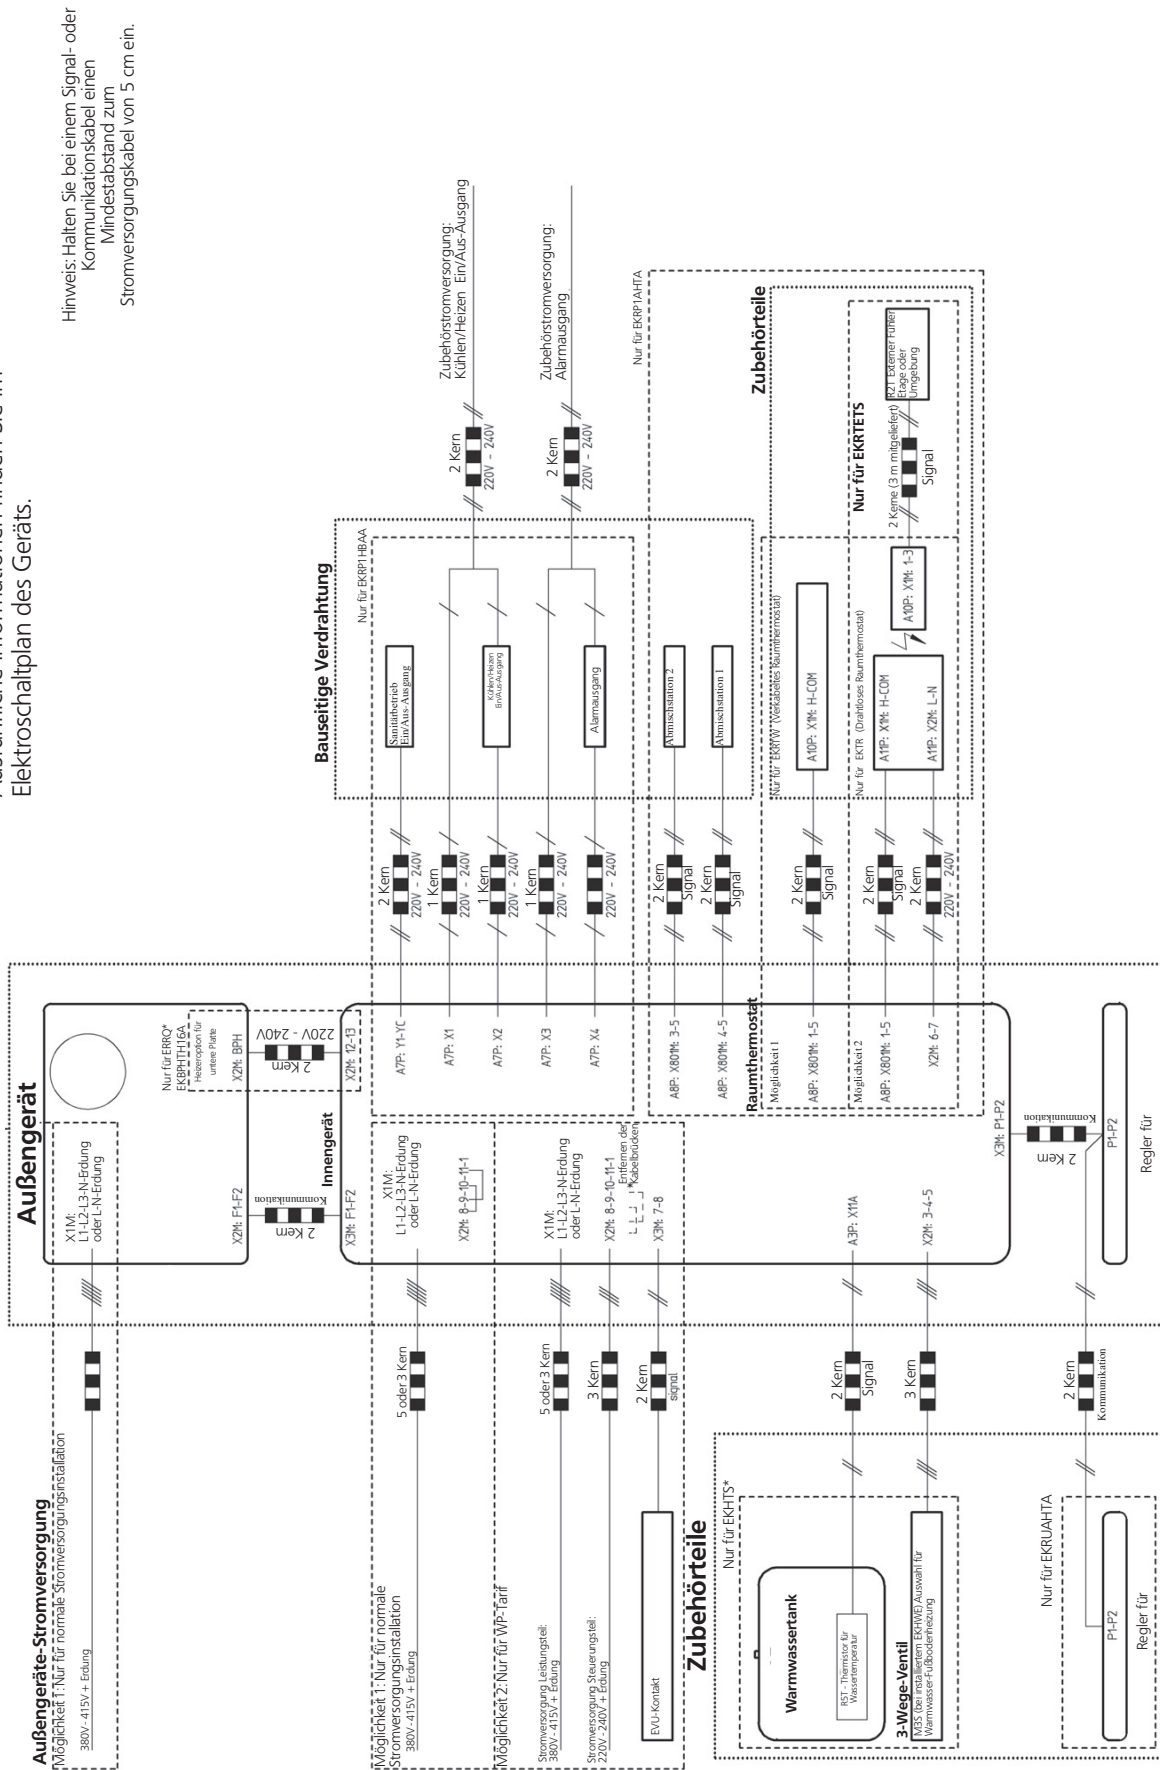 Elektroschaltplan des Geräts.
Hinweis: Halten Sie bei einem Signal- oder
Kommunikationskabel einen
Mindestabstand zum
Stromversorgungskabel von 5 cm ein.
Außengeräte-Stromversorgung
Möglichkeit 1: Nur für normale Stromversorgungsinstallation
380V - 415V + Erdung
Außengerät
X1M:
L1-L2-L3-N-Erdung
oder L-N-Erdung
X2M: F1-F2
2 Kern
Kommunikation
X3M: F1-F2
Nur für ERRQ*
EKBPHTH16A
Heizeroption für
untere Platte
X2M: BPH
2 Kern
220V - 240V
X2M: 12-13
Innengerät
Möglichkeit 1: Nur für normale
Stromversorgungsinstallation
380V - 415V + Erdung
5 oder 3 Kern
X1M:
L1-L2-L3-N-Erdung
oder L-N-Erdung
X2M: 8-9-10-11-1
Möglichkeit 2: Nur für WP-Tarif
Stromversorgung Leistungsteil:
380V - 415V + Erdung
5 oder 3 Kern
X1M:
L1-L2-L3-N-Erdung
oder L-N-Erdung
Stromversorgung Steuerungsteil:
220V - 240V + Erdung
3 Kern
X2M: 8-9-10-11-1
Entfernen der
*Kabelbrücken
EVU-Kontakt
2 Kern
signal
X3M: 7-8
Bauseitige Verdrahtung
Nur für EKRP1HBAA
A7P: Y1-YC
2 Kern
220V - 240V
Sanitärbetrieb
Ein/Aus-Ausgang
A7P: X1
1 Kern
220V - 240V
A7P: X2
1 Kern
220V - 240V
Kühlen/Heizen
Ein/Aus-Ausgang
2 Kern
220V - 240V
Zubehörstromversorgung:
Kühlen/Heizen Ein/Aus-Ausgang
A7P: X3
1 Kern
220V - 240V
A7P: X4
220V - 240V
Alarmausgang
2 Kern
220V - 240V
Zubehörstromversorgung:
Alarmausgang
Nur für EKRP1AHTA
A8P: X801M: 3-5
2 Kern
Signal
Abmischstation 2
A8P: X801M: 4-5
2 Kern
Signal
Abmischstation 1
Raumthermostat
Zubehörteile
Möglichkeit 1
A8P: X801M: 1-5
2 Kern
Signal
Nur für EKRTW (Verkabeltes Raumthermostat)
A10P: X1M: H-COM
Möglichkeit 2
A8P: X801M: 1-5
2 Kern
Signal
Nur für EKTR (Drahtloses Raumthermostat)
A11P: X1M: H-COM
X2M: 6-7
2 Kern
220V - 240V
A11P: X2M: L-N
A10P: X1M: 1-3
Nur für EKRTETS
2 Kerne (3 m mitgeliefert)
Signal
R2T Externer Fühler
Etage oder
Umgebung
Zubehörteile
Nur für EKHTS*
Warmwassertank
R5T - Thermistor für
Wassertemperatur
2 Kern
Signal
A3P: X11A
3-Wege-Ventil
M3S (bei installiertem EKHWE) Auswahl für
Warmwasser-Fußbodenheizung
3 Kern
X2M: 3-4-5
X3M: P1-P2
2 Kern
Kommunikation
P1-P2
Regler für
Nur für EKRUAHTA
P1-P2
Regler für
2 Kern
Kommunikation